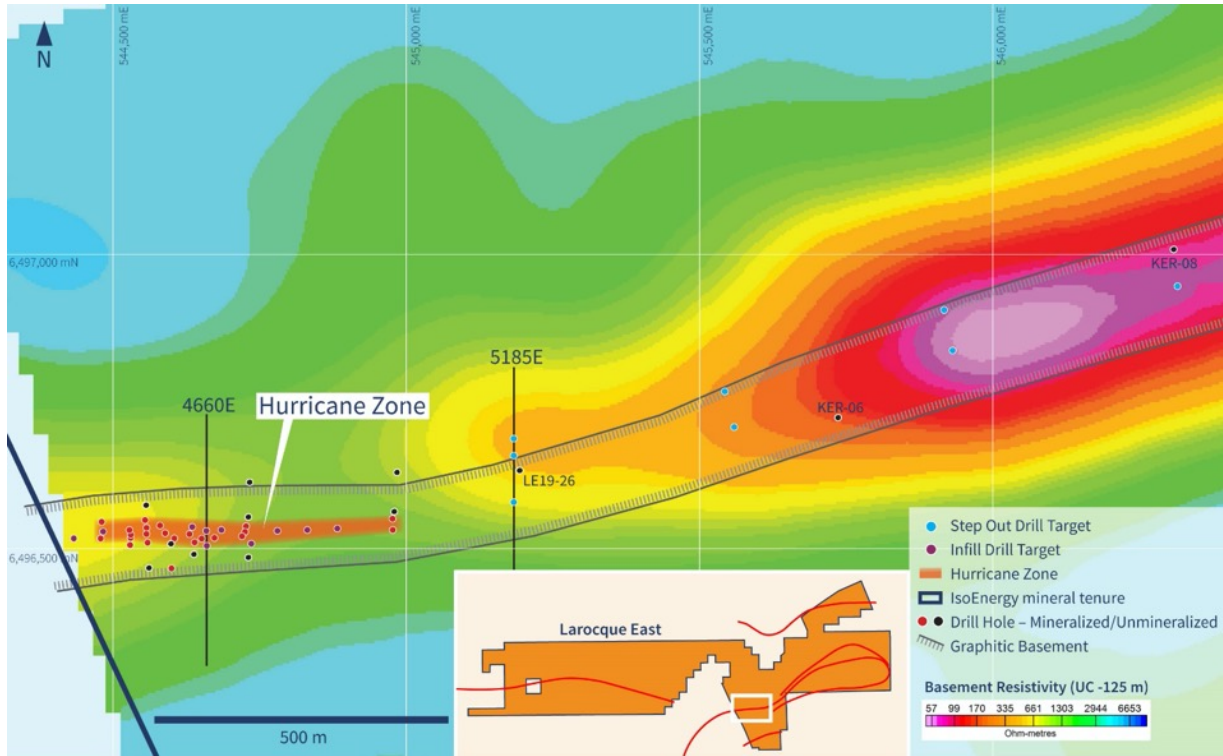 N
544,500 mE
545,000 mE
545,500 mE
546,000 mE
6,497,000 mN
KER-08
5185E
4660E
Hurricane Zone
KER-06
LE19-26
6,496,500 mN
500 m
Larocque East
Step Out Drill Target
Infill Drill Target
Hurricane Zone
IsoEnergy mineral tenure
Drill Hole – Mineralized/Unmineralized
Graphitic Basement
Basement Resistivity (UC -125 m)
57 99 170 335 661 1303 2944 6653
Ohm-metres